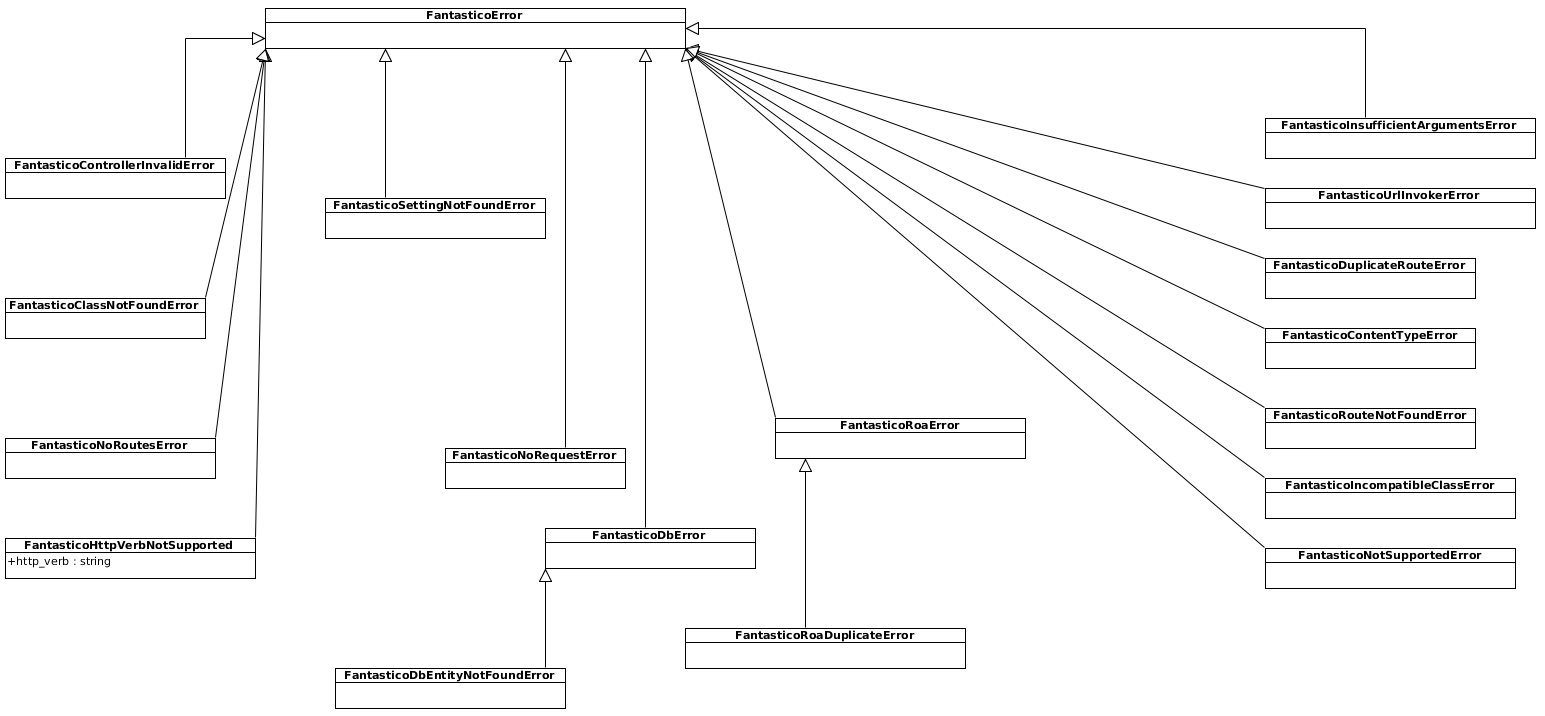 FantasticoError
FantasticoInsufficientArgumentsError
FantasticoControllerInvalidError
FantasticoUrlInvokerError
FantasticoSettingNotFoundError
FantasticoDuplicateRouteError
FantasticoClassNotFoundError
FantasticoContentTypeError
FantasticoRouteNotFoundError
FantasticoRoaError
FantasticoNoRoutesError
FantasticoNoRequestError
FantasticoIncompatibleClassError
FantasticoDbError
FantasticoHttpVerbNotSupported
+http_verb : string
FantasticoNotSupportedError
FantasticoRoaDuplicateError
FantasticoDbEntityNotFoundError